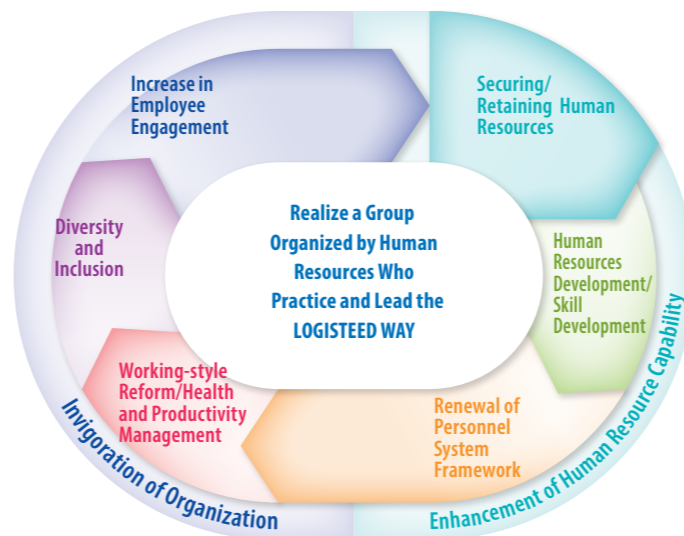 Increase in
Employee
Engagement
Securing/
Retaining Human
Resources
Diversity
and
Inclusion
Realize a Group
Organized by Human
Resources Who
Practice and Lead the
LOGISTEED WAY
Human
Resources
Development/
Skill
Development
Working-style
Reform/Health
and Productivity
Management
Renewal of
Personnel
System
Framework
Invigoration of Organization
Enhancement of Human Resource Capability